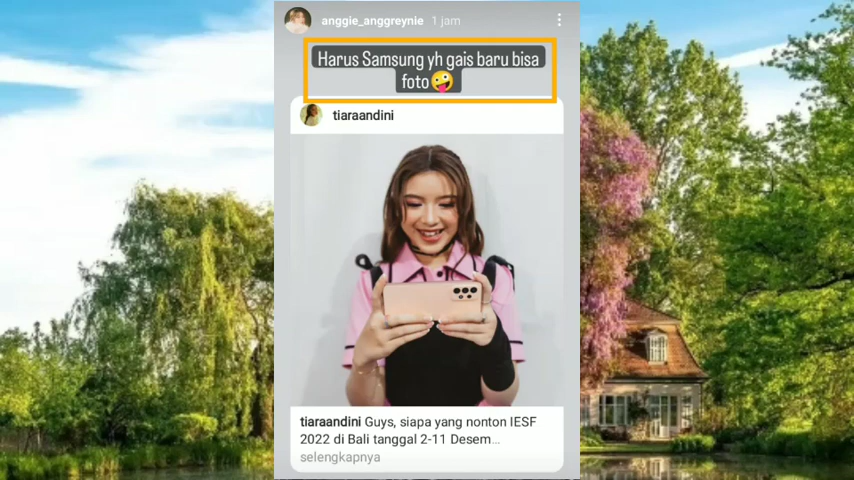 anggie_anggreynie 1 jam
Harus Samsung yh gais baru bisa
foto🤪
tiaraandini
tiaraandini Guys, siapa yang nonton IESF
2022 di Bali tanggal 2-11 Desem...
selengkapnya